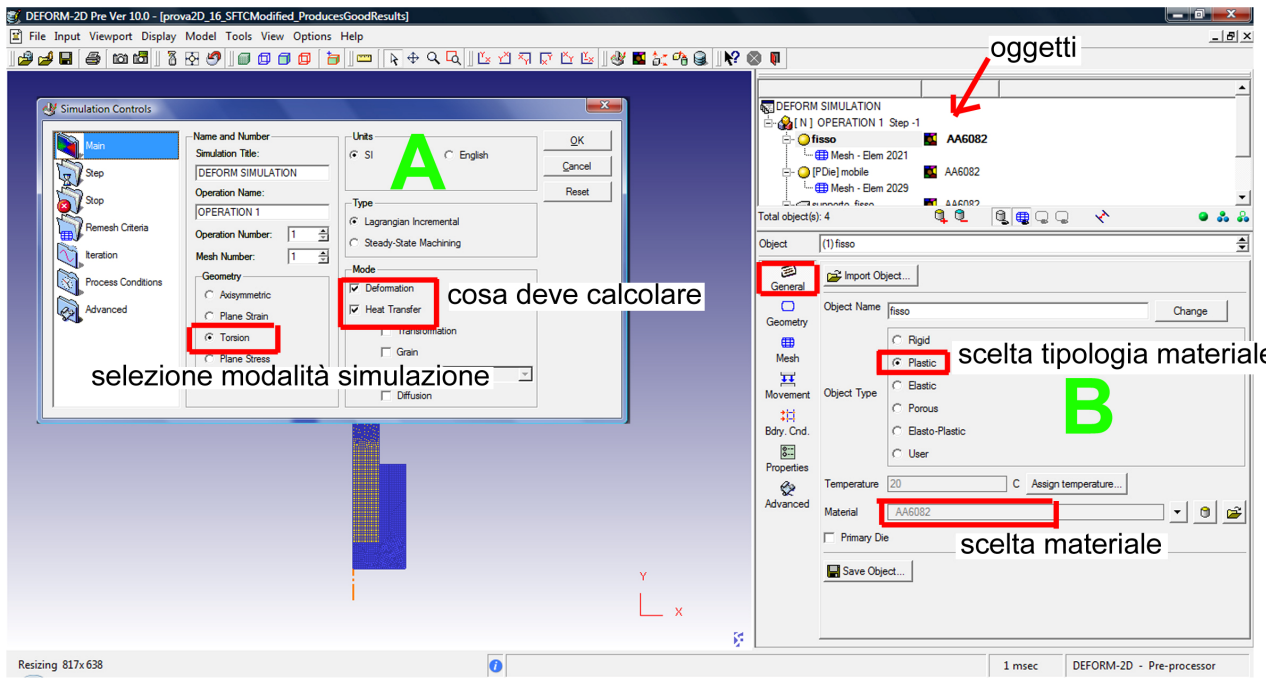 DEFORM-2D Pre Ver 10.0 - [prova2D_16_SFTCModified_ProducesGoodResults]
File Input Viewport Display Model Tools View Options Help
oggetti
Simulation Controls
Main
Step
Stop
Remesh Criteria
Iteration
Process Conditions
Advanced
Name and Number
Simulation Title:
DEFORM SIMULATION
Operation Name:
OPERATION 1
Operation Number: 1
Mesh Number: 1
Geometry
Axisymmetric
Plane Strain
Torsion
Plane Stress
selezione modalità simulazione
Units
SI
English
A
Type
Lagrangian Incremental
Steady-State Machining
Mode
Deformation
Heat Transfer
cosa deve calcolare
Transformation
Grain
Diffusion
OK
Cancel
Reset
DEFORM SIMULATION
[ N ] OPERATION 1 Step -1
fisso AA6082
Mesh - Elem 2021
[PDie] mobile AA6082
Mesh - Elem 2029
supporto_fisso AA6082
Total object(s): 4
Object (1) fisso
General
Geometry
Mesh
Movement
Bdry. Cnd.
Properties
Advanced
Import Object...
Object Name fisso Change
Object Type
Rigid
Plastic
Elastic
Porous
Elasto-Plastic
User
scelta tipologia materiale
B
Temperature 20 C Assign temperature...
Material AA6082
Primary Die
scelta materiale
Save Object...
Y
X
Resizing 817x638
1 msec
DEFORM-2D - Pre-processor